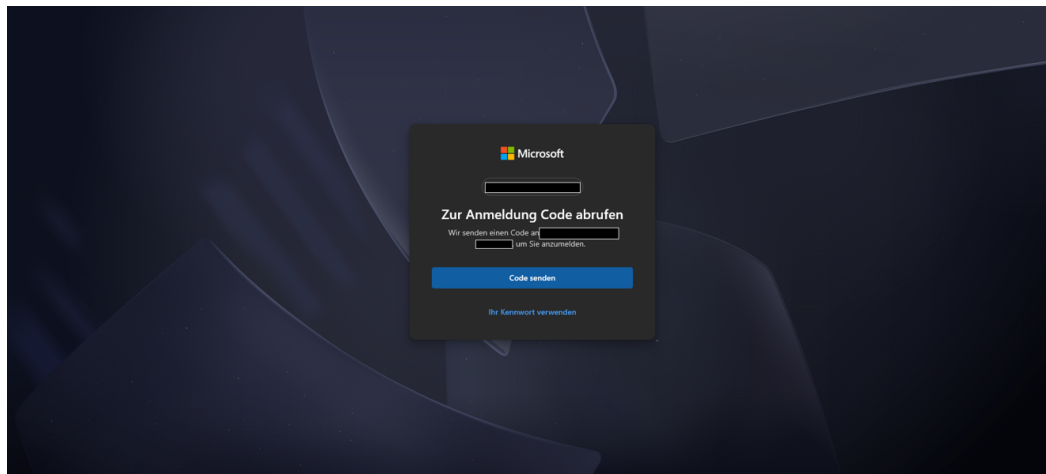 Microsoft
Zur Anmeldung Code abrufen
Wir senden einen Code an
um Sie anzumelden.
Code senden
Ihr Kennwort verwenden